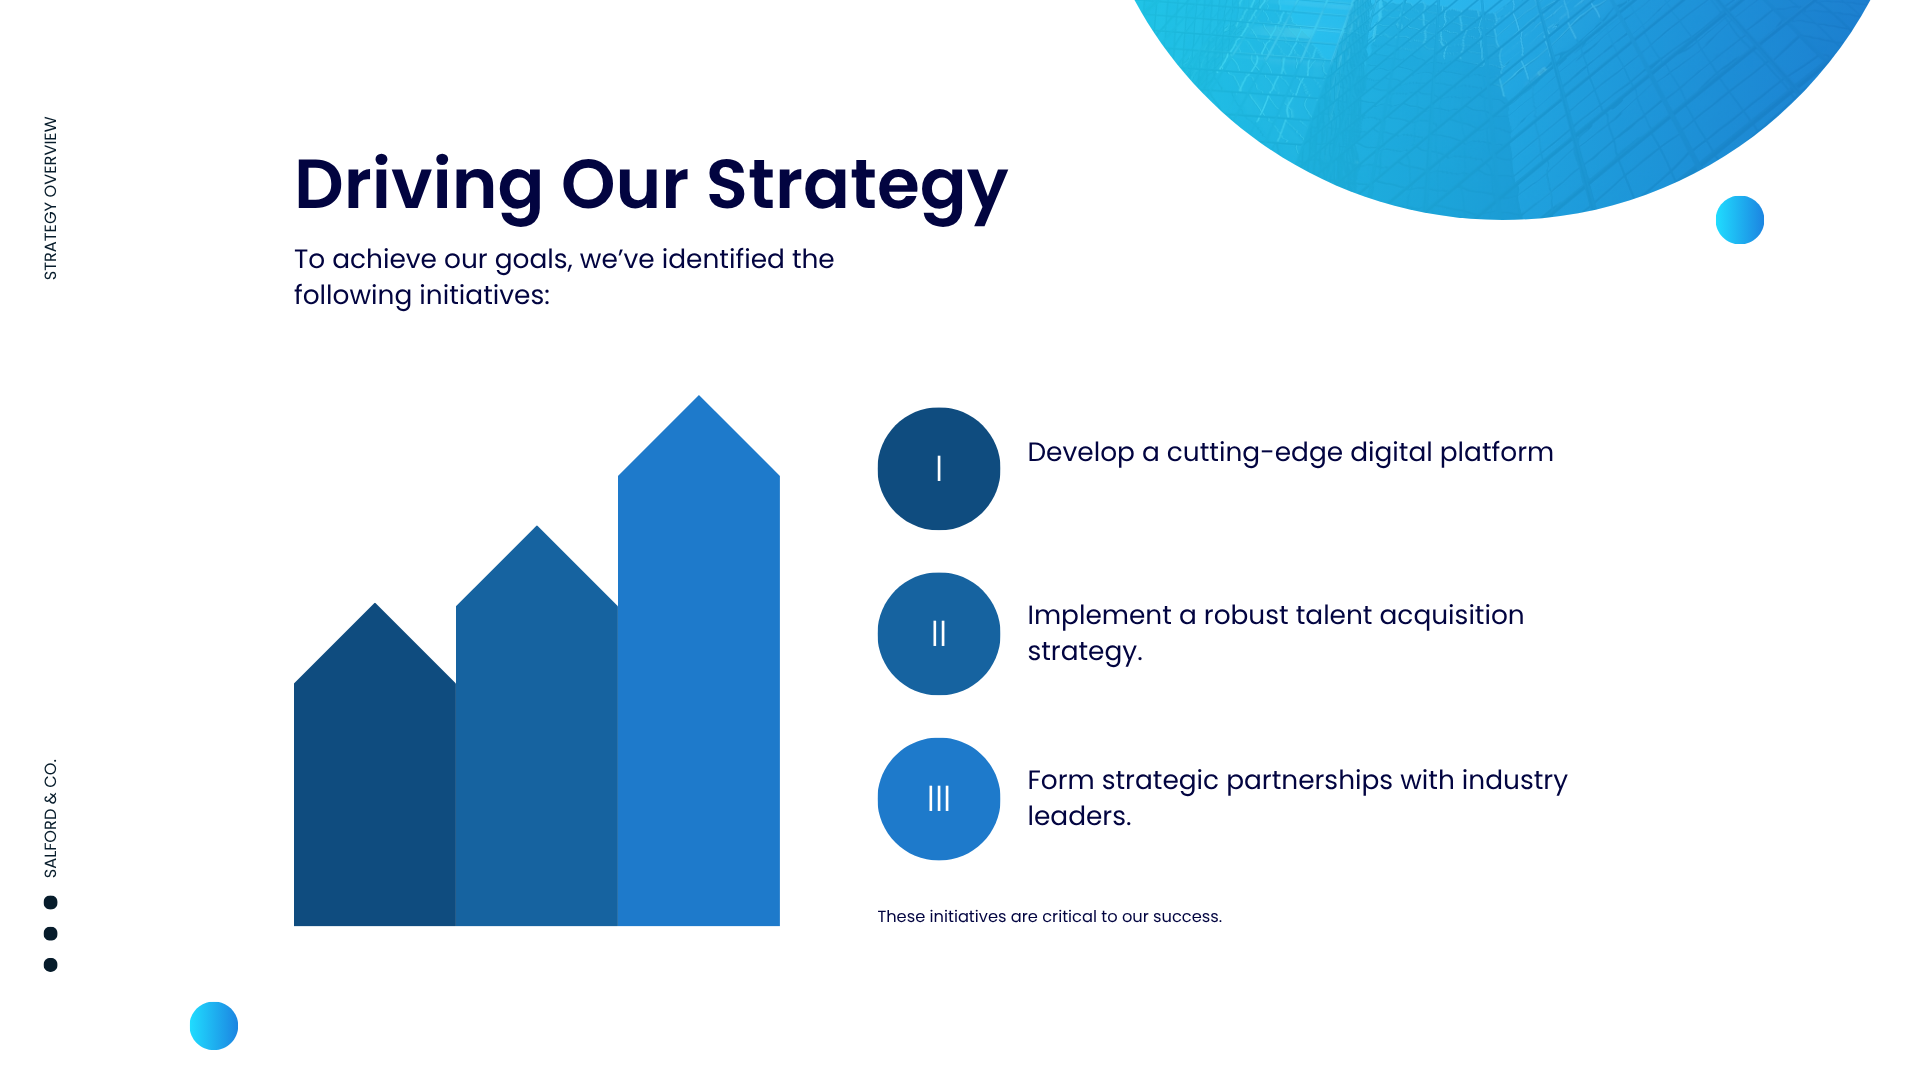 STRATEGY OVERVIEW
Driving Our Strategy
To achieve our goals, we’ve identified the
following initiatives:
I
Develop a cutting-edge digital platform
II
Implement a robust talent acquisition
strategy.
III
Form strategic partnerships with industry
leaders.
These initiatives are critical to our success.
SALFORD & CO.